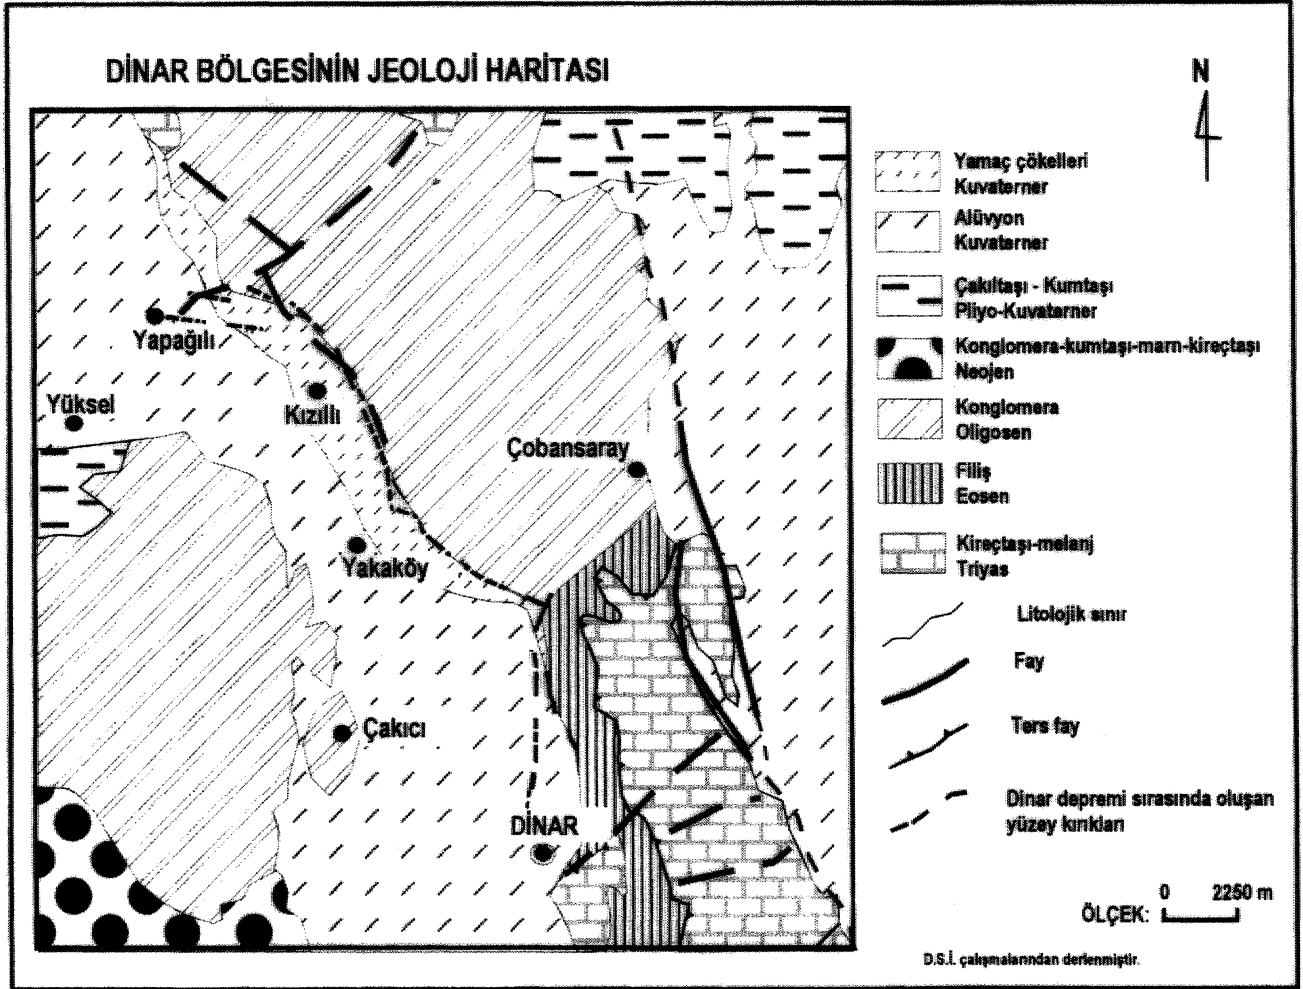 DİNAR BÖLGESİNİN JEOLOJİ HARİTASI
N
Yapağılı
Yüksel
Kızıllı
Çobansaray
Yakaköy
Çakıcı
DİNAR
Yamaç çökelleri
Kuvaterner
Alüvyon
Kuvaterner
Çakıltaşı - Kumtaşı
Pliyo-Kuvaterner
Konglomera-kumtaşı-marn-kireçtaşı
Neojen
Konglomera
Oligosen
Filiş
Eosen
Kireçtaşı-melanj
Triyas
Litolojik sınır
Fay
Ters fay
Dinar depremi sırasında oluşan
yüzey kırıkları
0 2250 m
ÖLÇEK:
D.S.İ. çalışmalarından derlenmiştir.